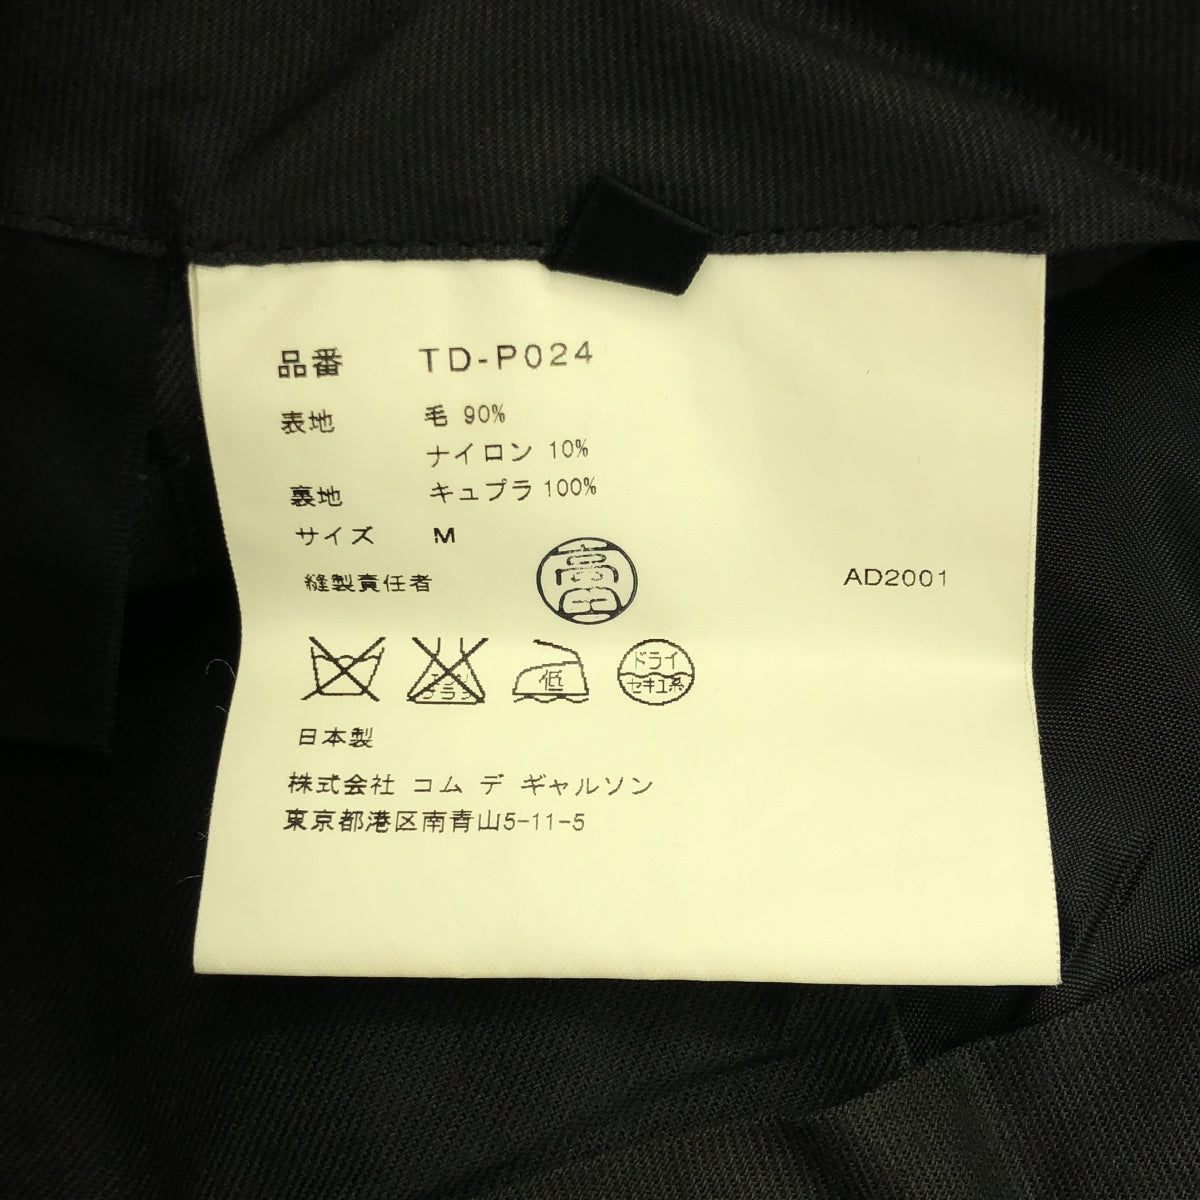 品番 TD-P024
表地 毛 90%
ナイロン 10%
裏地 キュプラ 100%
サイズ M
縫製責任者 高田 AD2001
低 ドライ
セキユ系
日本製
株式会社 コム デ ギャルソン
東京都港区南青山5-11-5